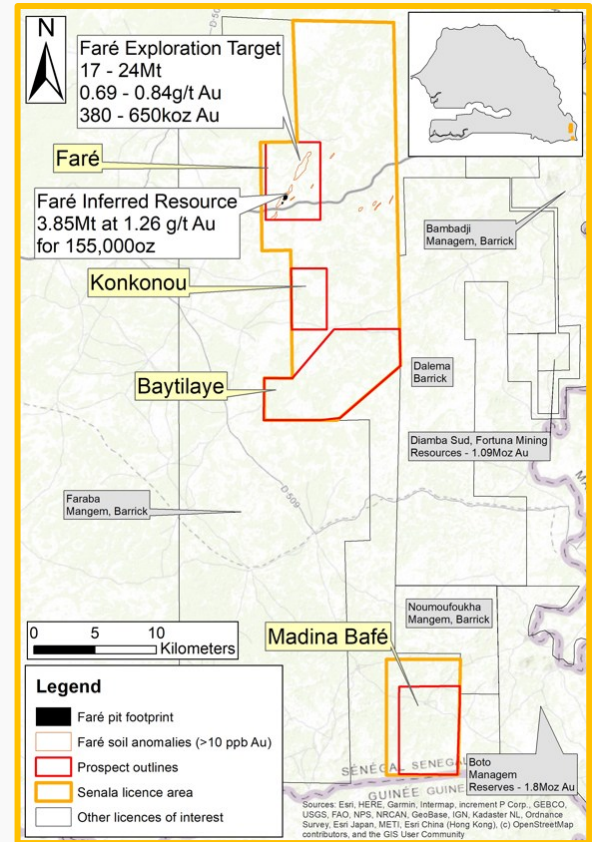 N
D 50
Faré Exploration Target
17 - 24Mt
0.69 - 0.84g/t Au
380 - 650koz Au
Faré
Faré Inferred Resource
3.85Mt at 1.26 g/t Au
for 155,000oz
Bambadji
Managem, Barrick
Konkonou
Baytilaye
Dalema
Barrick
Diamba Sud, Fortuna Mining
Resources - 1.09Moz Au
D 509
Faraba
Mangem, Barrick
Noumoufoukha
Mangem, Barrick
0 5 10
Kilometers
Madina Bafé
Legend
Faré pit footprint
Faré soil anomalies (>10 ppb Au)
Prospect outlines
Senala licence area
Other licences of interest
Boto
Managem
Reserves - 1.8Moz Au
SÉNÉGAL SENEGAL
GUINÉE GUINE
Sources: Esri, HERE, Garmin, Intermap, increment P Corp., GEBCO,
USGS, FAO, NPS, NRCAN, GeoBase, IGN, Kadaster NL, Ordnance
Survey, Esri Japan, METI, Esri China (Hong Kong), (c) OpenStreetMap
contributors, and the GIS User Community